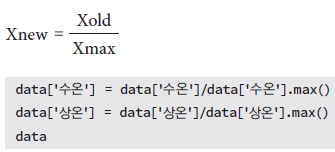 Xnew = Xold / Xmax
data['수온'] = data['수온']/data['수온'].max()
data['상온'] = data['상온']/data['상온'].max()
data